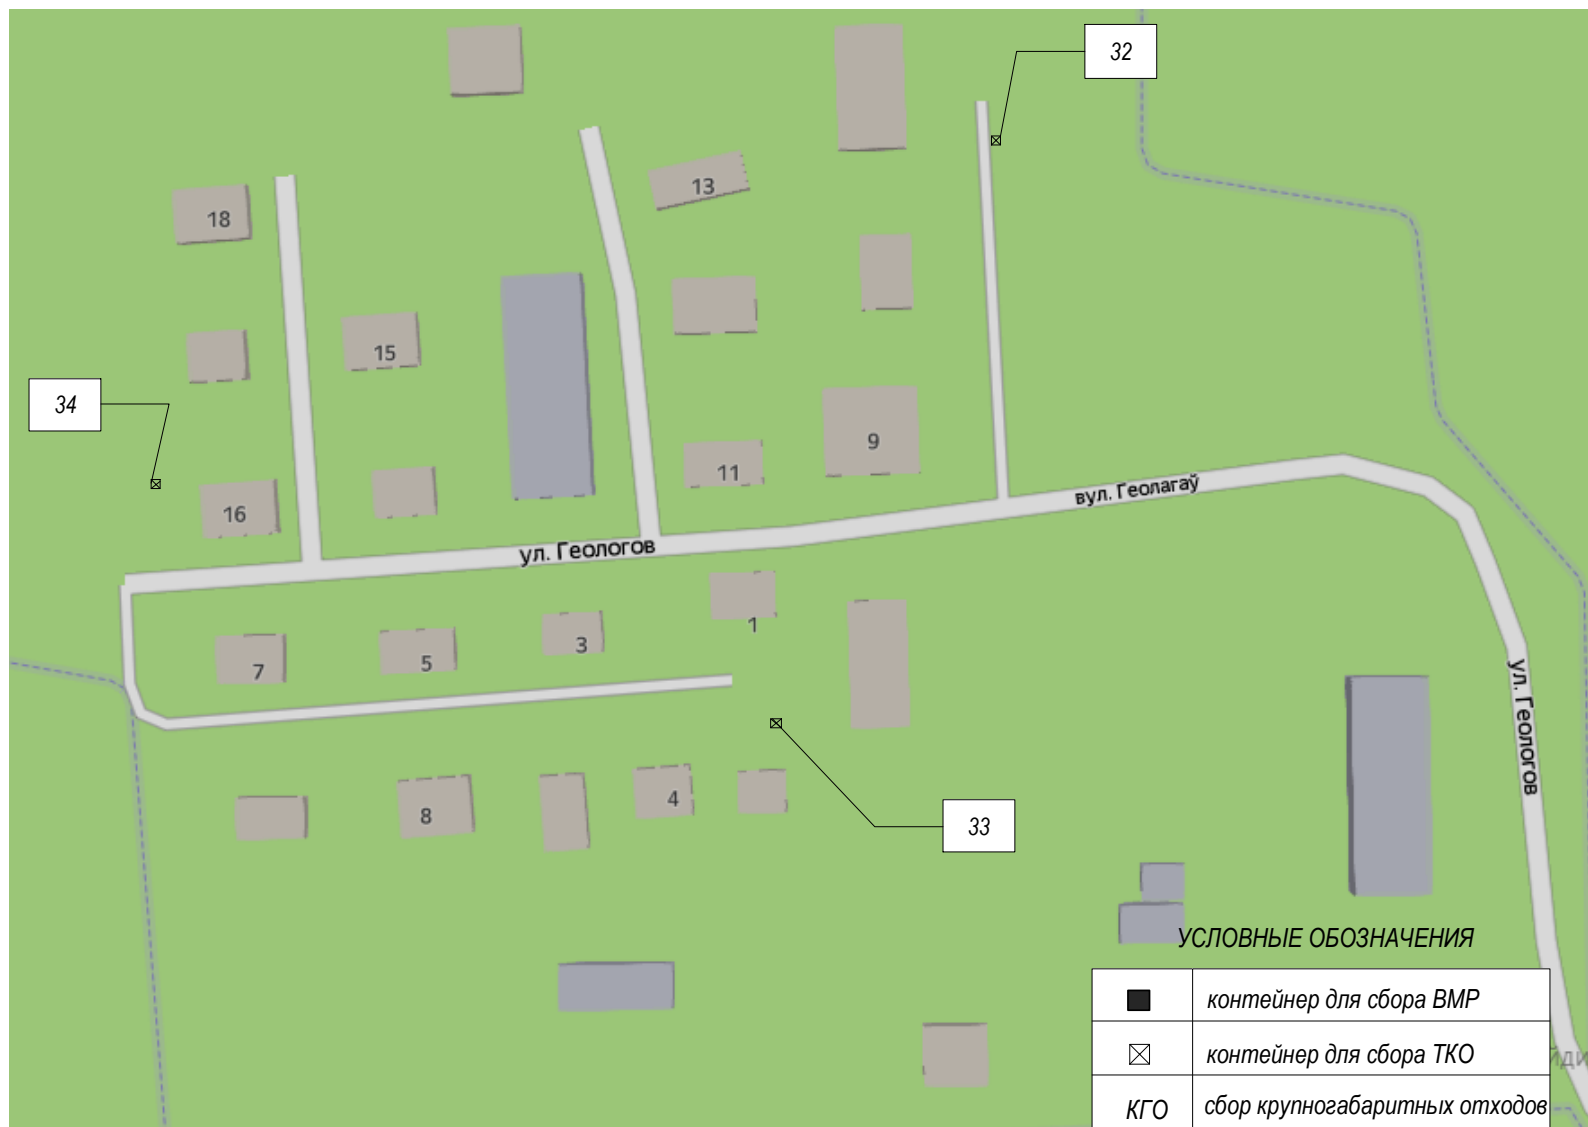 32
13
18
15
34
9
11
вул. Геолагаў
16
ул. Геологов
1
3
5
7
ул. Геологов
4
8
33
УСЛОВНЫЕ ОБОЗНАЧЕНИЯ
контейнер для сбора ВМР
контейнер для сбора ТКО
КГО сбор крупногабаритных отходов